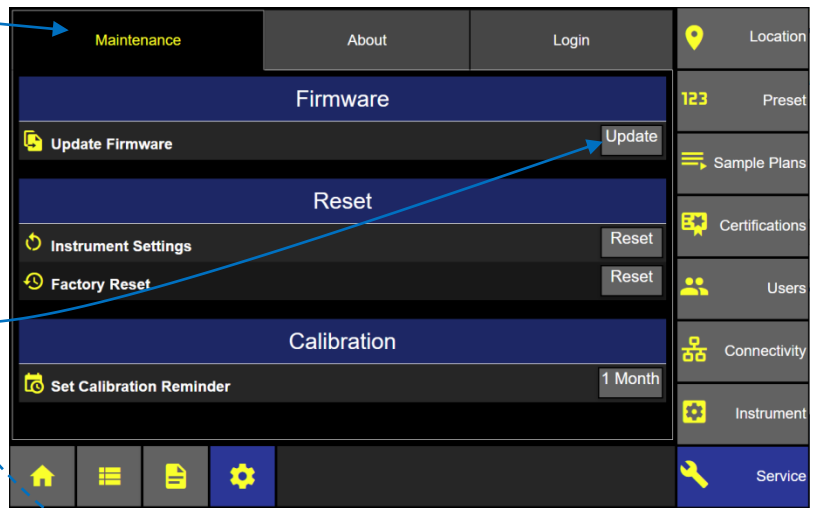 Maintenance
About
Login
Firmware
Update Firmware
Update
Reset
Instrument Settings
Reset
Factory Reset
Reset
Calibration
Set Calibration Reminder
1 Month
Location
123 Preset
Sample Plans
Certifications
Users
Connectivity
Instrument
Service